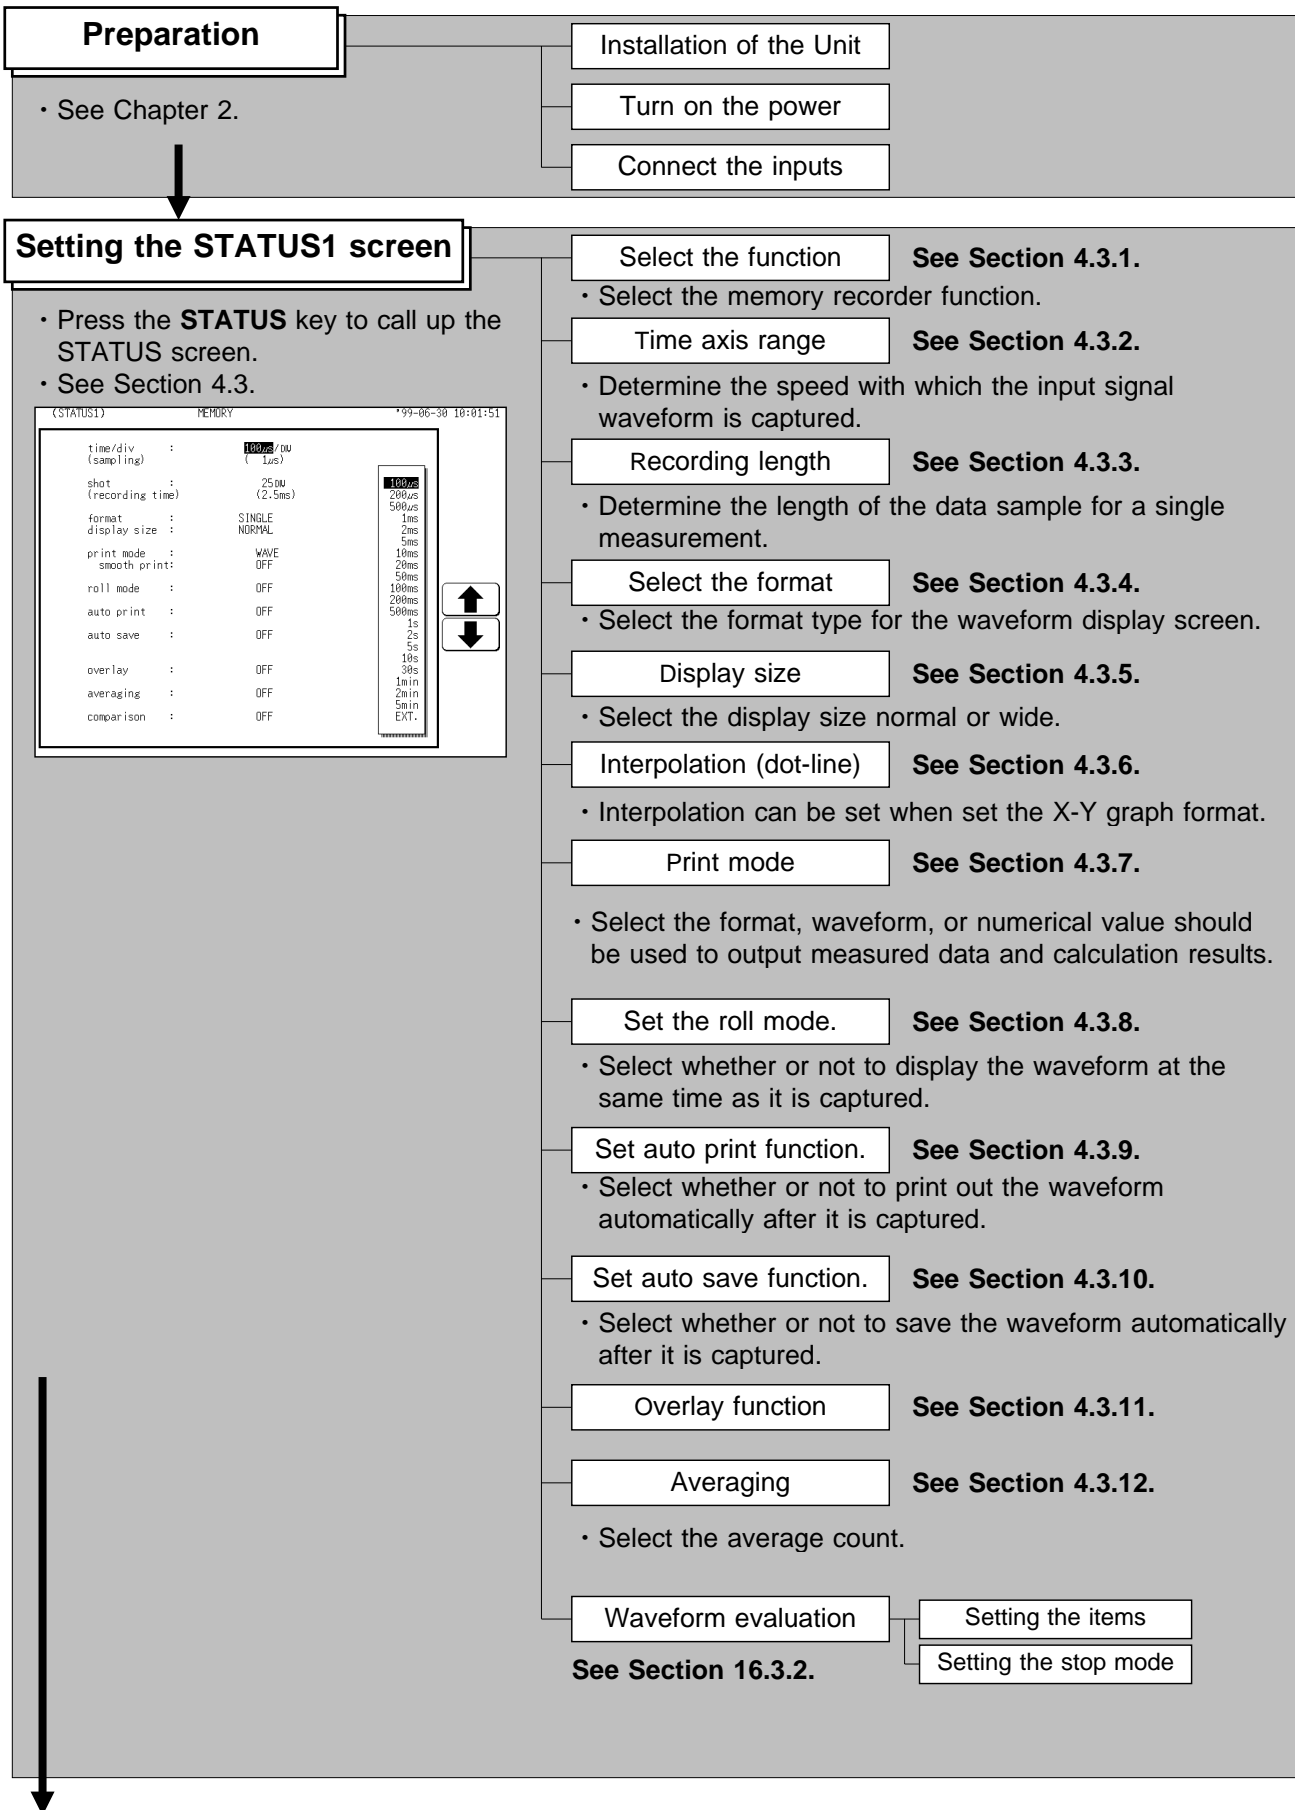 Preparation
・See Chapter 2.
Installation of the Unit
Turn on the power
Connect the inputs
Setting the STATUS1 screen
・Press the STATUS key to call up the
STATUS screen.
・See Section 4.3.
(STATUS1) MEMORY '99-06-30 10:01:51
time/div : 100µs/DIV
(sampling) ( 1µs)
shot : 25DIV
(recording time) (2.5ms)
format : SINGLE
display size : NORMAL
print mode : WAVE
smooth print: OFF
roll mode : OFF
auto print : OFF
auto save : OFF
overlay : OFF
averaging : OFF
comparison : OFF
100µs
200µs
500µs
1ms
2ms
5ms
10ms
20ms
50ms
100ms
200ms
500ms
1s
2s
5s
10s
30s
1min
2min
5min
EXT.
Select the function See Section 4.3.1.
・Select the memory recorder function.
Time axis range See Section 4.3.2.
・Determine the speed with which the input signal
waveform is captured.
Recording length See Section 4.3.3.
・Determine the length of the data sample for a single
measurement.
Select the format See Section 4.3.4.
・Select the format type for the waveform display screen.
Display size See Section 4.3.5.
・Select the display size normal or wide.
Interpolation (dot-line) See Section 4.3.6.
・Interpolation can be set when set the X-Y graph format.
Print mode See Section 4.3.7.
・Select the format, waveform, or numerical value should
be used to output measured data and calculation results.
Set the roll mode. See Section 4.3.8.
・Select whether or not to display the waveform at the
same time as it is captured.
Set auto print function. See Section 4.3.9.
・Select whether or not to print out the waveform
automatically after it is captured.
Set auto save function. See Section 4.3.10.
・Select whether or not to save the waveform automatically
after it is captured.
Overlay function See Section 4.3.11.
Averaging See Section 4.3.12.
・Select the average count.
Waveform evaluation
Setting the items
Setting the stop mode
See Section 16.3.2.